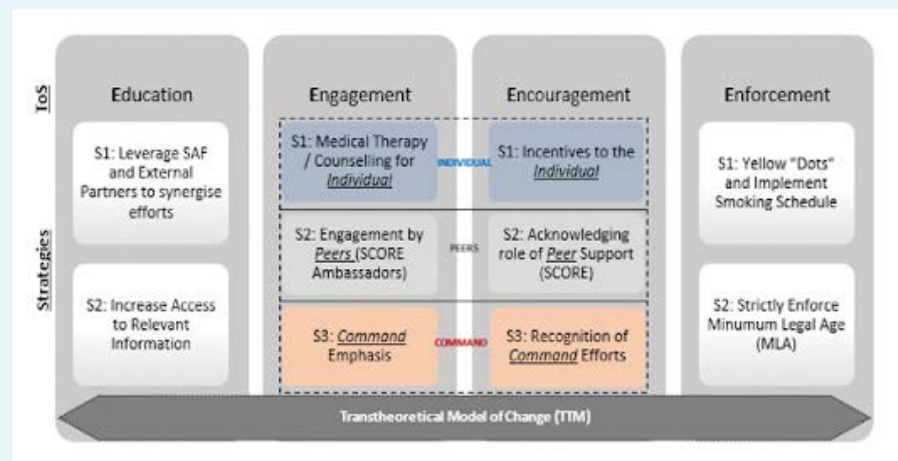 ToS
Education
Engagement
Encouragement
Enforcement
Strategies
S1: Leverage SAF
and External
Partners to synergise
efforts
S2: Increase Access
to Relevant
Information
S1: Medical Therapy
/ Counselling for
Individual
INDIVIDUAL
S1: Incentives to the
Individual
S2: Engagement by
Peers (SCORE
Ambassadors)
PEERS
S2: Acknowledging
role of Peer Support
(SCORE)
S3: Command
Emphasis
COMMAND
S3: Recognition of
Command Efforts
S1: Yellow "Dots"
and Implement
Smoking Schedule
S2: Strictly Enforce
Minumum Legal Age
(MLA)
Transtheoretical Model of Change (TTM)